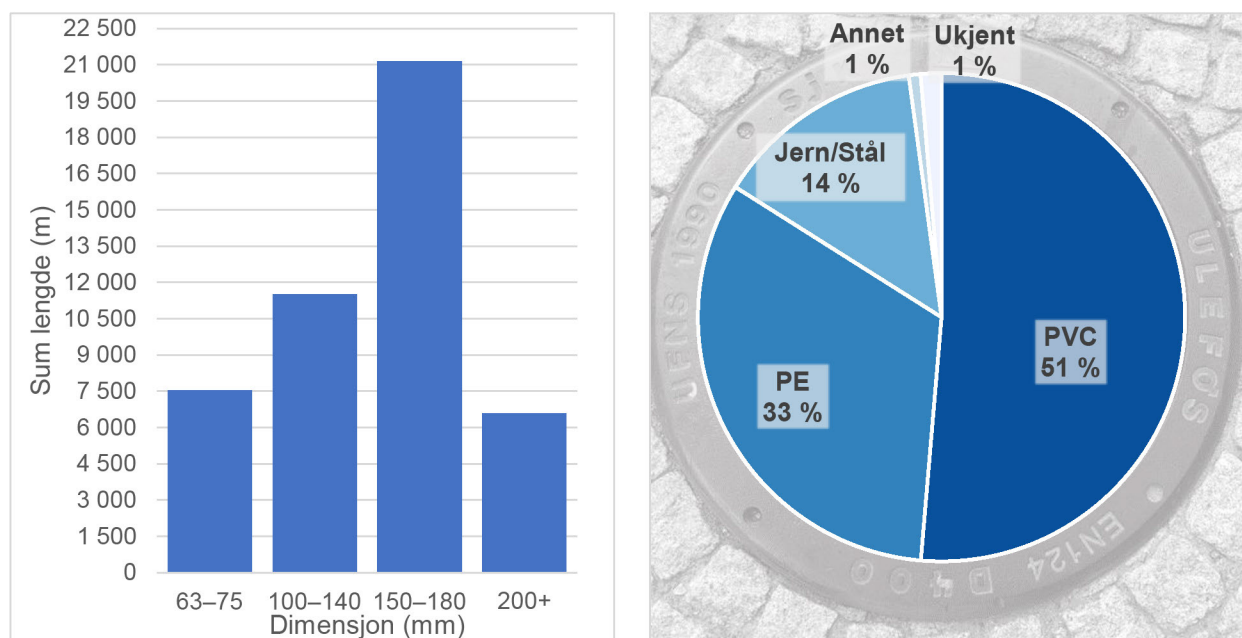 22 500
21 000
19 500
18 000
16 500
15 000
13 500
12 000
10 500
9 000
7 500
6 000
4 500
3 000
1 500
0
Sum lengde (m)
63–75
100–140
150–180
200+
Dimensjon (mm)
Annet
1 %
Ukjent
1 %
Jern/Stål
14 %
PVC
51 %
PE
33 %
UFNS 1990
ULEFOS
EN124 D400